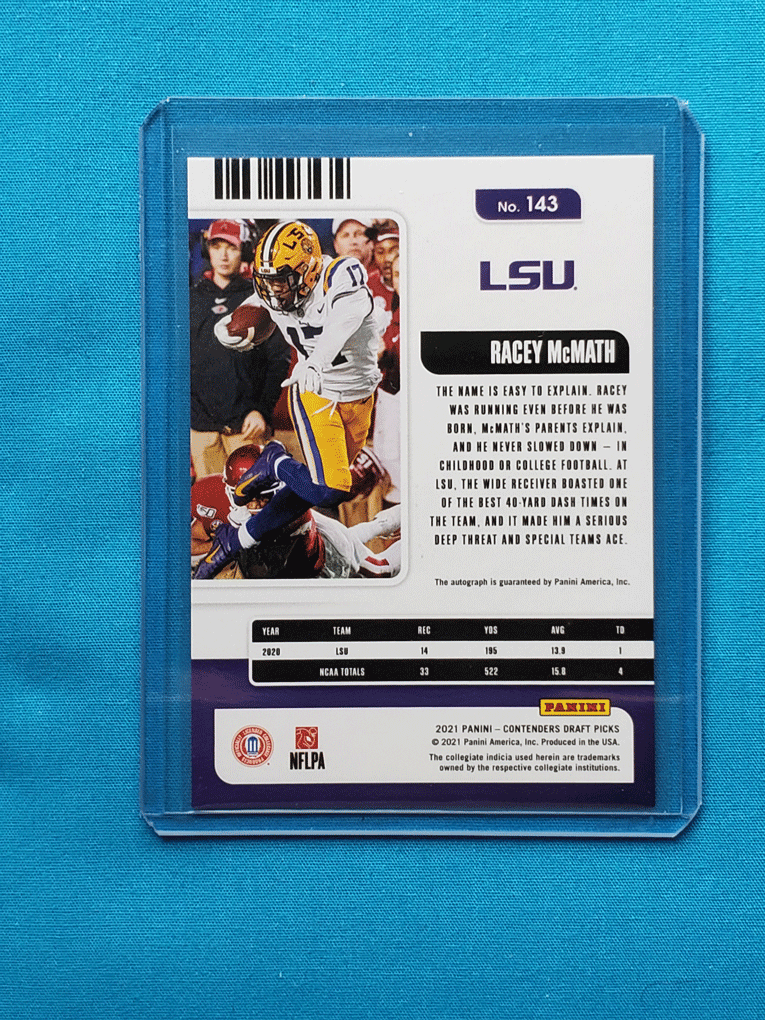 No. 143
LSU
RACEY McMATH
THE NAME IS EASY TO EXPLAIN. RACEY
WAS RUNNING EVEN BEFORE HE WAS
BORN, McMATH'S PARENTS EXPLAIN,
AND HE NEVER SLOWED DOWN — IN
CHILDHOOD OR COLLEGE FOOTBALL. AT
LSU, THE WIDE RECEIVER BOASTED ONE
OF THE BEST 40-YARD DASH TIMES ON
THE TEAM, AND IT MADE HIM A SERIOUS
DEEP THREAT AND SPECIAL TEAMS ACE.
The autograph is guaranteed by Panini America, Inc.
LSU
17
17
YEAR TEAM REC YDS AVG TD
2020 LSU 14 195 13.9 1
NCAA TOTALS 33 522 15.8 4
PANINI
2021 PANINI – CONTENDERS DRAFT PICKS
© 2021 Panini America, Inc. Produced in the USA.
The collegiate indicia used herein are trademarks
owned by the respective collegiate institutions.
NFLPA